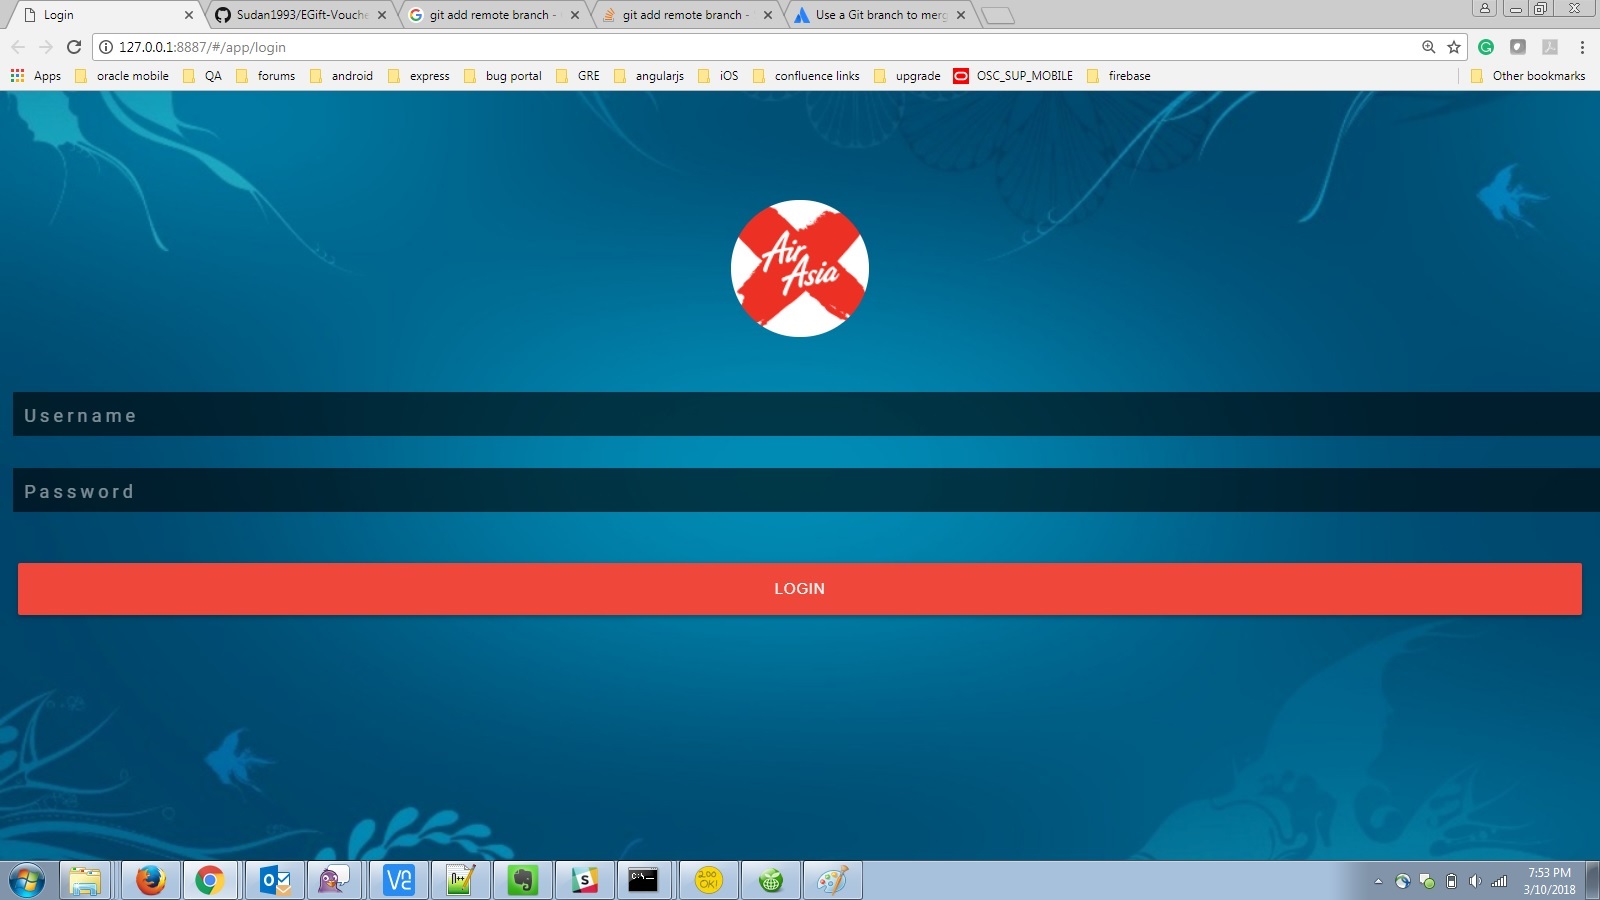 Login
Sudan1993/EGift-Vouche
git add remote branch -
git add remote branch -
Use a Git branch to merg
127.0.0.1:8887/#/app/login
Apps
oracle mobile
QA
forums
android
express
bug portal
GRE
angularjs
iOS
confluence links
upgrade
OSC_SUP_MOBILE
firebase
Other bookmarks
Air
Asia
Username
Password
LOGIN
200
OK!
7:53 PM
3/10/2018